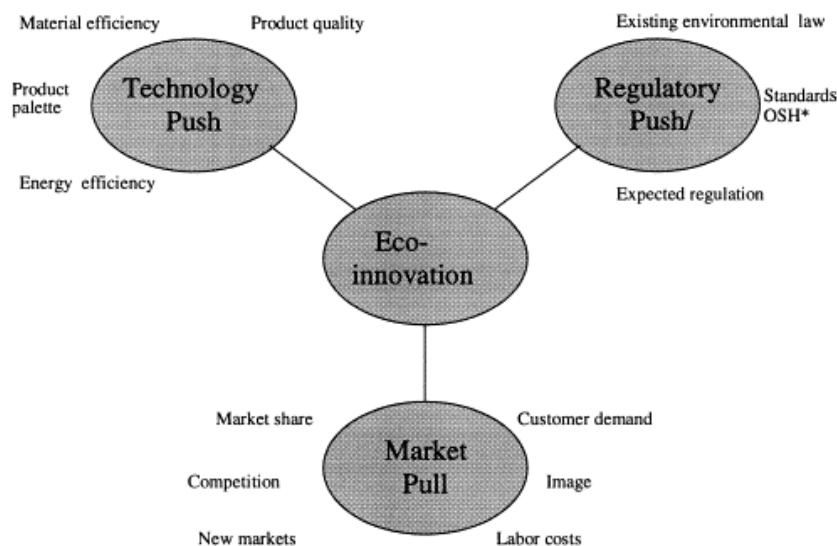 Material efficiency
Product quality
Existing environmental law
Product
palette
Technology
Push
Regulatory
Push/
Standards
OSH*
Energy efficiency
Expected regulation
Eco-
innovation
Market share
Customer demand
Market
Pull
Competition
Image
New markets
Labor costs